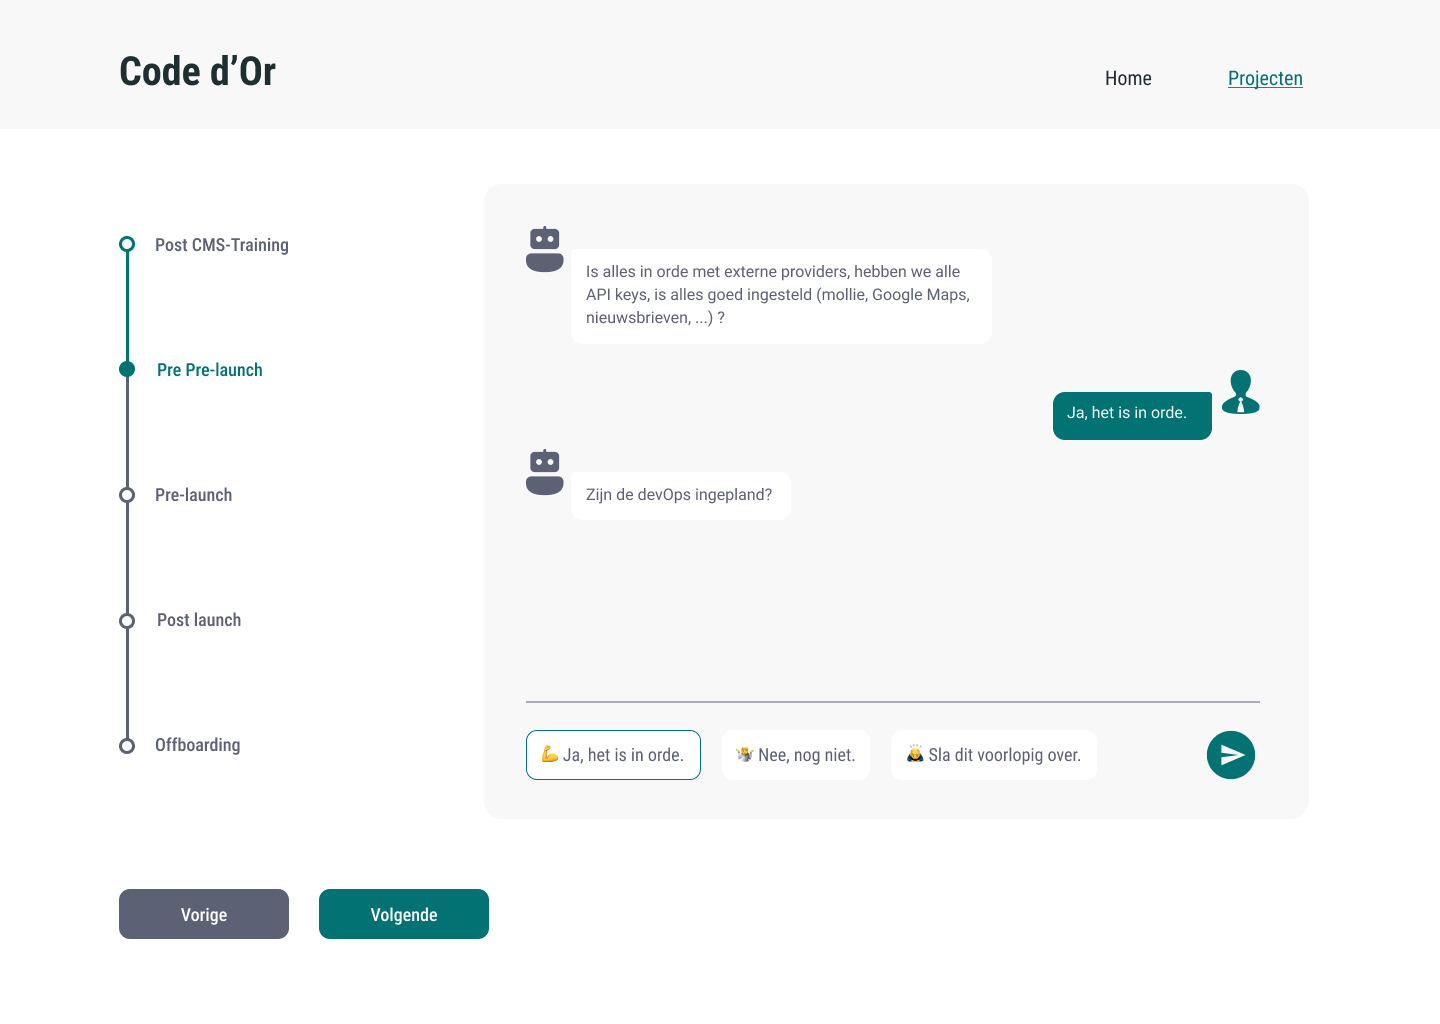 Code d’Or
Home
Projecten
Post CMS-Training
Pre Pre-launch
Pre-launch
Post launch
Offboarding
Is alles in orde met externe providers, hebben we alle
API keys, is alles goed ingesteld (mollie, Google Maps,
nieuwsbrieven, ...) ?
Ja, het is in orde.
Zijn de devOps ingepland?
💪 Ja, het is in orde.
🤷 Nee, nog niet.
🙇 Sla dit voorlopig over.
Vorige
Volgende